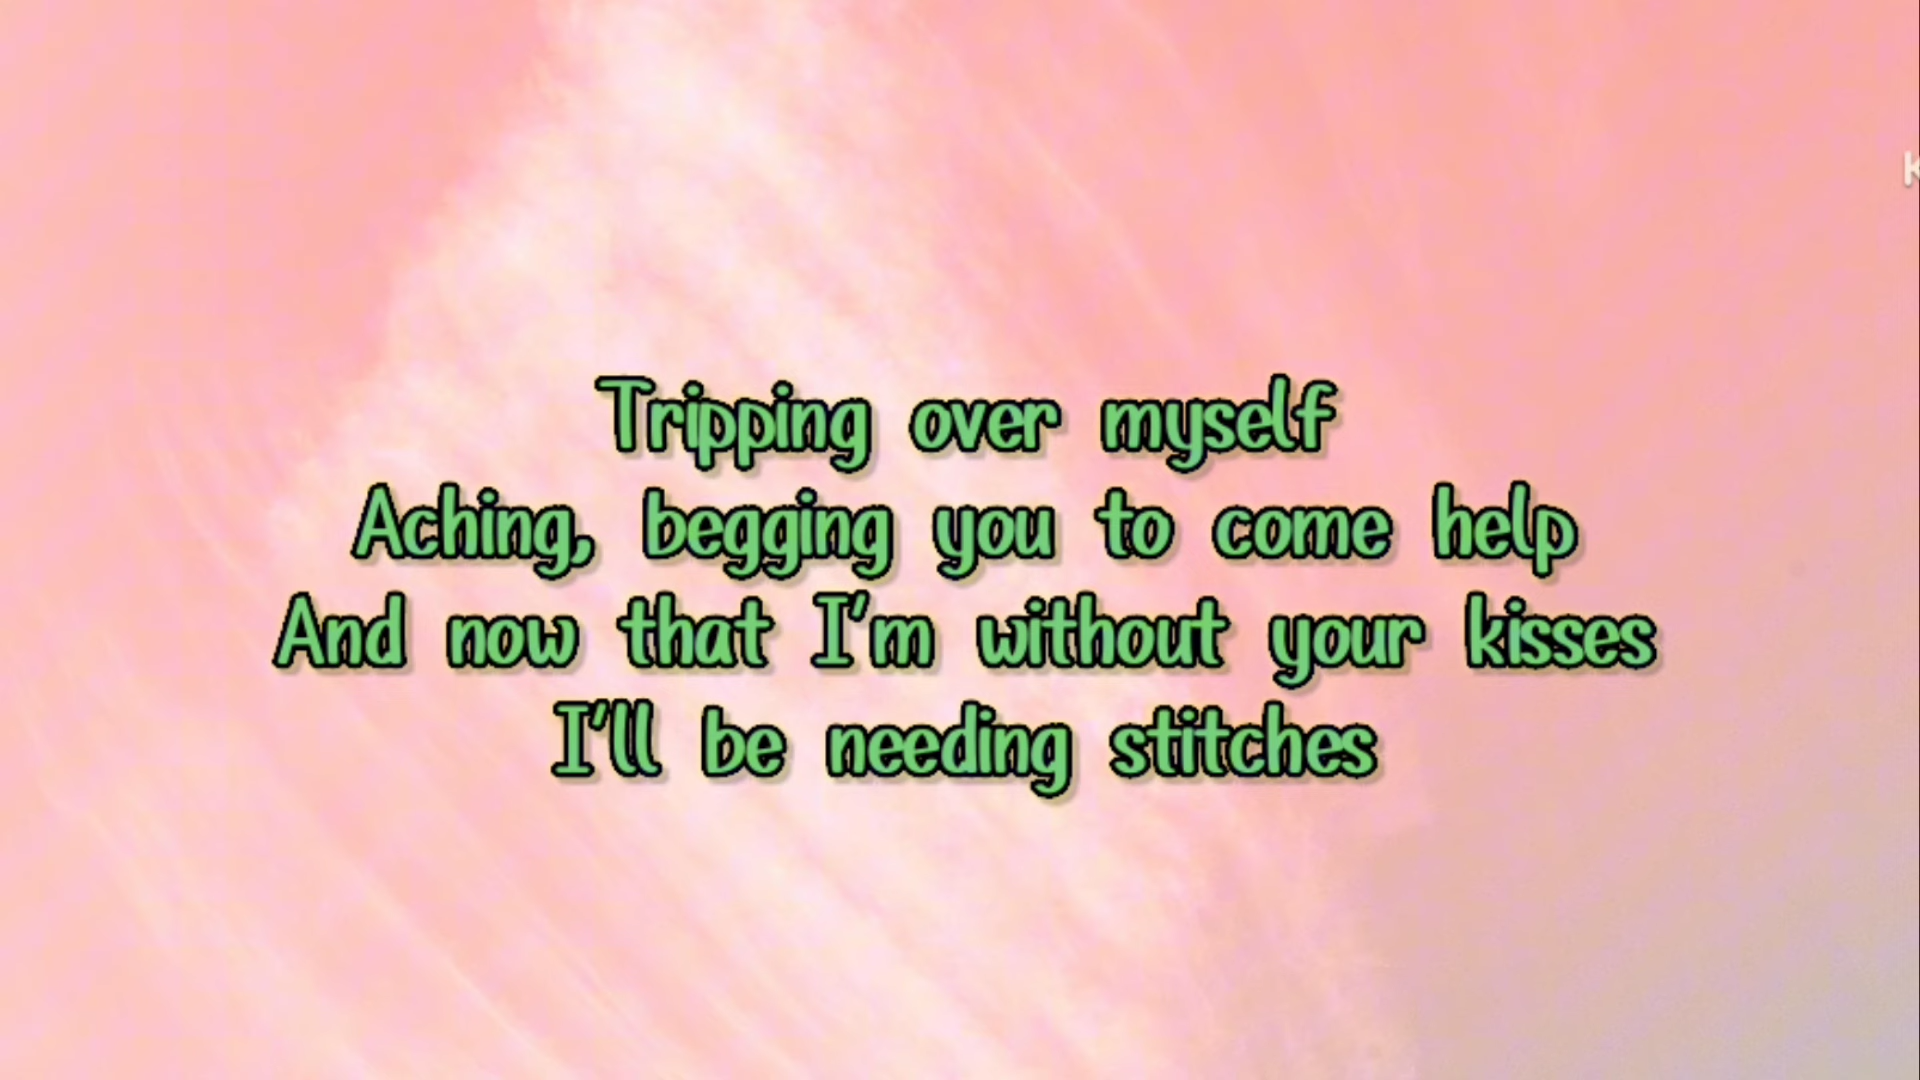 Tripping over myself
Aching, begging you to come help
And now that I'm without your kisses
I'll be needing stitches